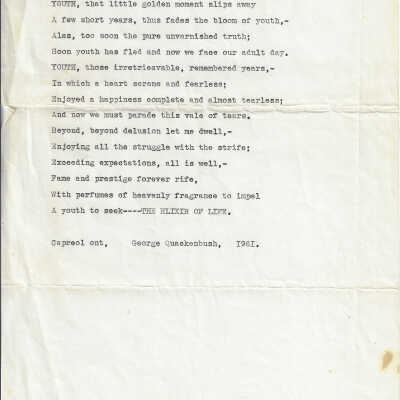 YOUTH, that little golden moment slips away
A few short years, thus fades the bloom of youth,-
Alas, too soon the pure unvarnished truth;
Soon youth has fled and now we face our adult day.
YOUTH, those irretrievable, remembered years,-
In which a heart serene and fearless;
Enjoyed a happiness complete and almost tearless;
And now we must parade this vale of tears.
Beyond, beyond delusion let me dwell,-
Enjoying all the struggle with the strife;
Exceeding expectations, all is well,-
Fame and prestige forever rife,
With perfumes of heavenly fragrance to impel
A youth to seek----THE ELIXIR OF LIFE.
Capreol ont, George Quackenbush, 1961.